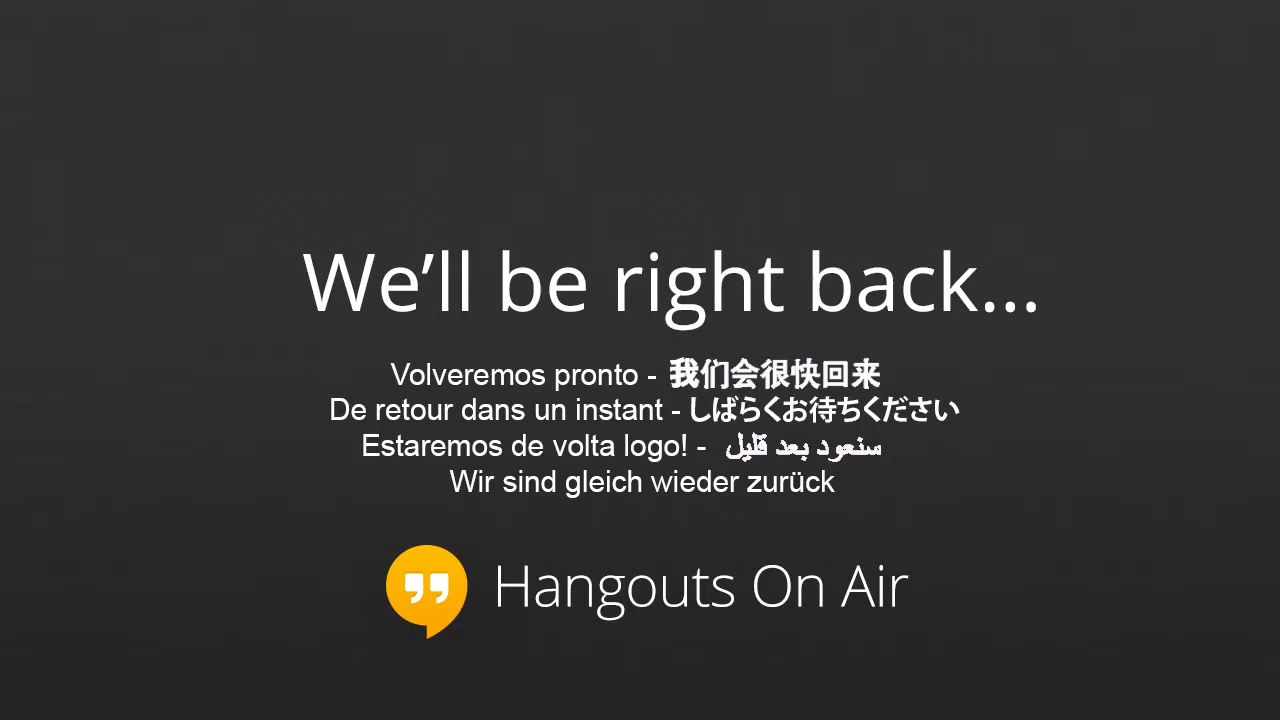 We’ll be right back...
Volveremos pronto - 我们会很快回来
De retour dans un instant - しばらくお待ちください
Estaremos de volta logo! - سنعود بعد قليل
Wir sind gleich wieder zurück
Hangouts On Air